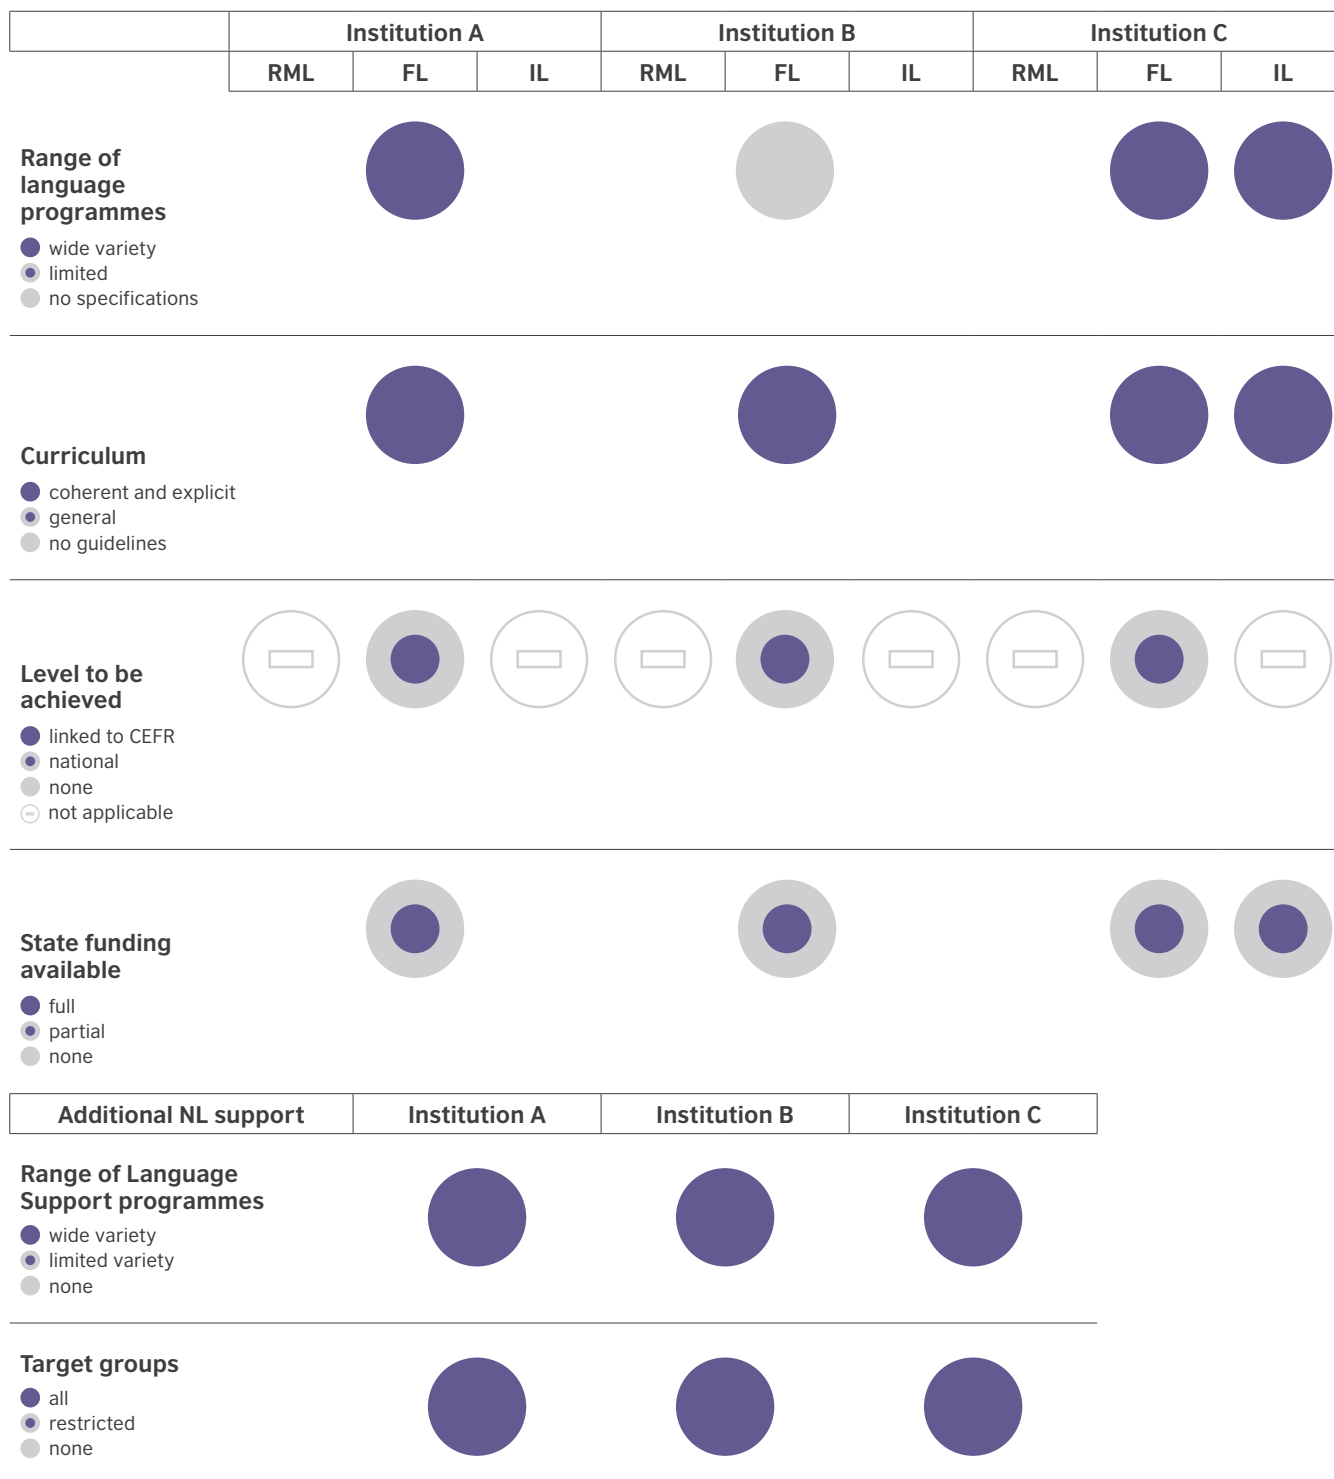 Institution A Institution B Institution C
RML FL IL RML FL IL RML FL IL
Range of
language
programmes
wide variety
limited
no specifications
Curriculum
coherent and explicit
general
no guidelines
Level to be
achieved
linked to CEFR
national
none
not applicable
State funding
available
full
partial
none
Additional NL support Institution A Institution B Institution C
Range of Language
Support programmes
wide variety
limited variety
none
Target groups
all
restricted
none